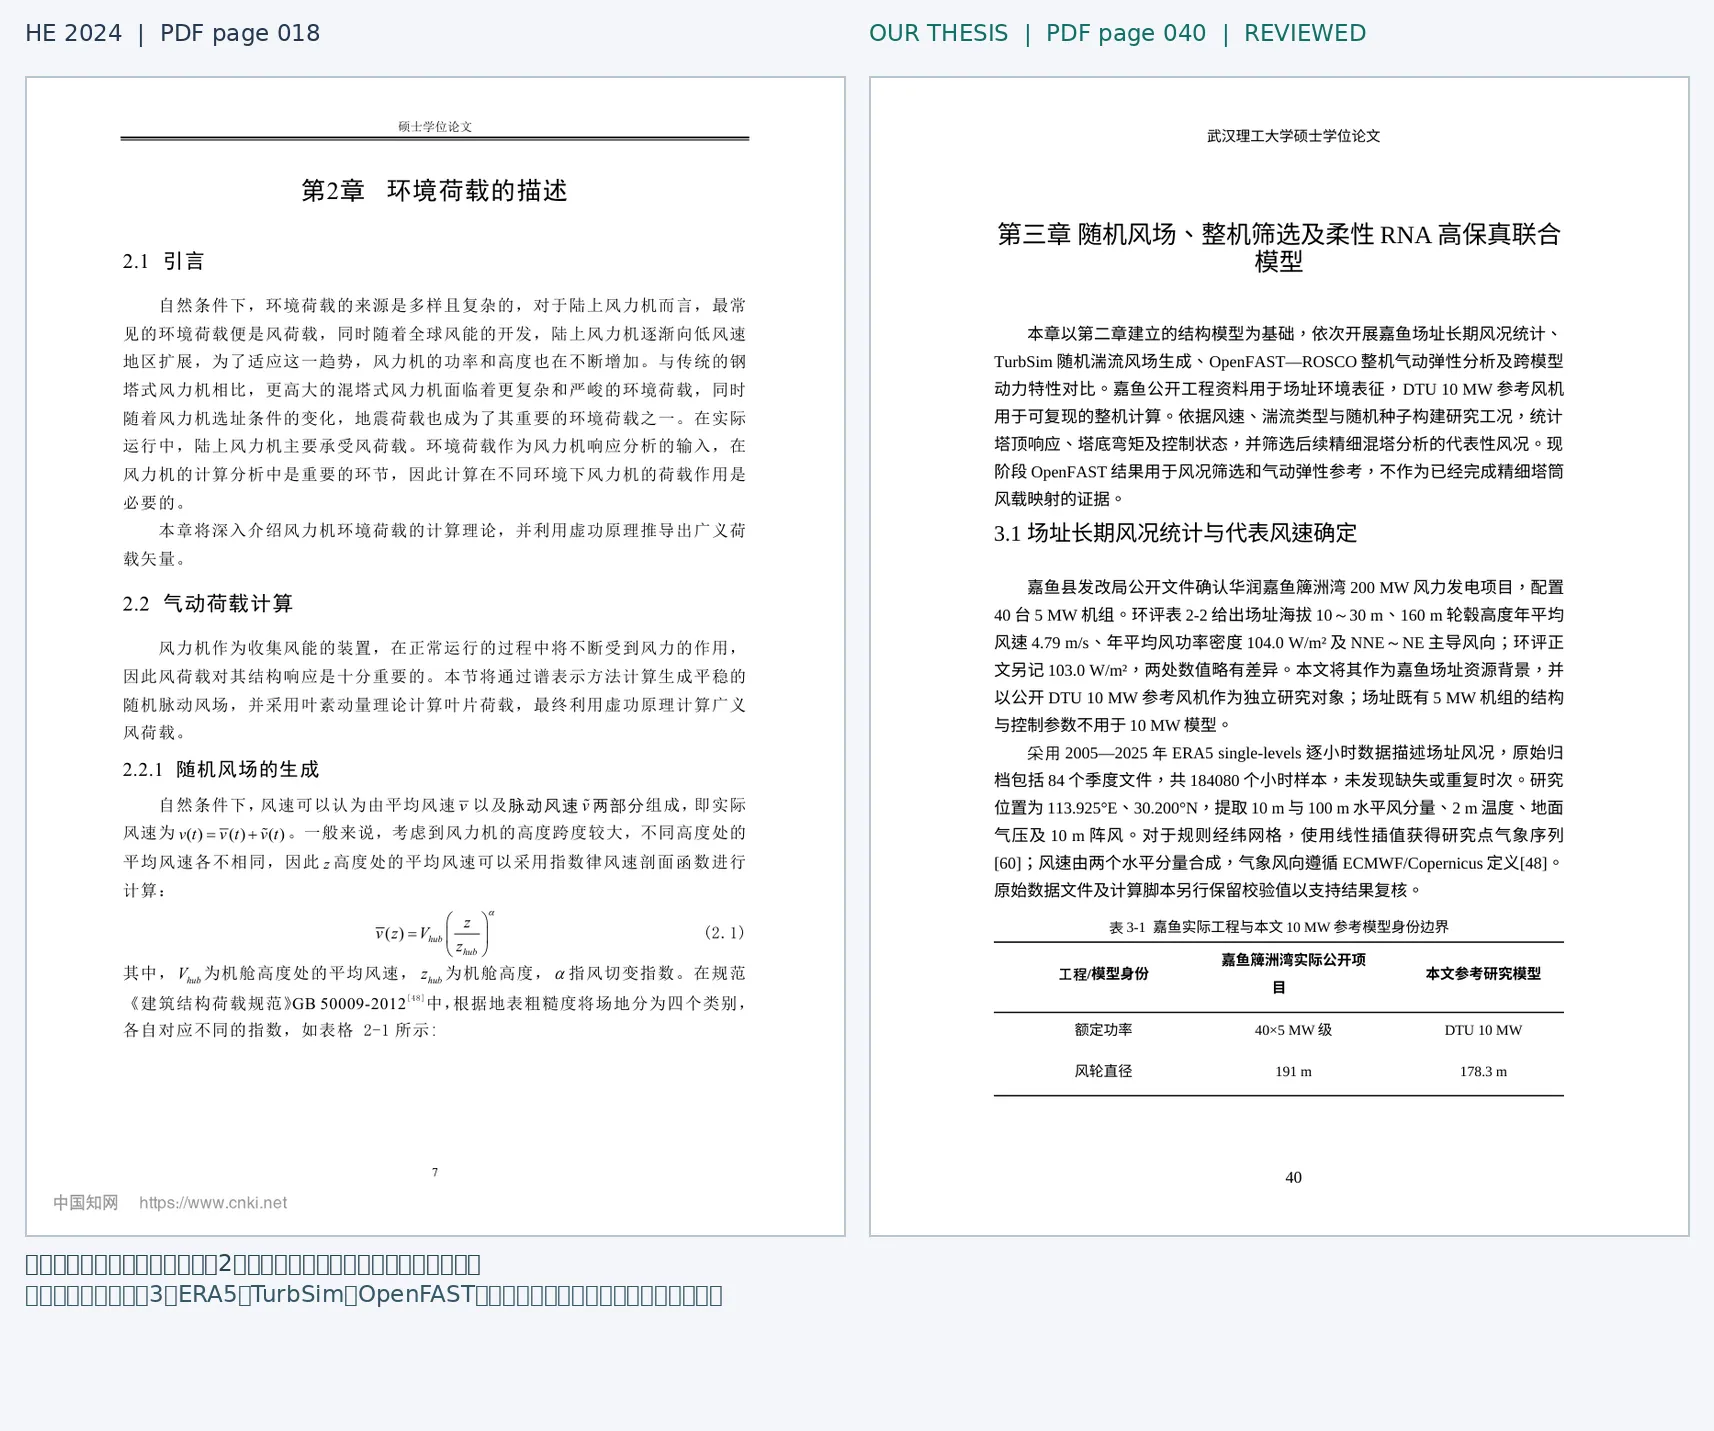 HE 2024 | PDF page 018
硕士学位论文
第2章 环境荷载的描述
2.1 引言
自然条件下，环境荷载的来源是多样且复杂的，对于陆上风力机而言，最常
见的环境荷载便是风荷载，同时随着全球风能的开发，陆上风力机逐渐向低风速
地区扩展，为了适应这一趋势，风力机的功率和高度也在不断增加。与传统的钢
塔式风力机相比，更高大的混塔式风力机面临着更复杂和严峻的环境荷载，同时
随着风力机选址条件的变化，地震荷载也成为了其重要的环境荷载之一。在实际
运行中，陆上风力机主要承受风荷载。环境荷载作为风力机响应分析的输入，在
风力机的计算分析中是重要的环节，因此计算在不同环境下风力机的荷载作用是
必要的。
本章将深入介绍风力机环境荷载的计算理论，并利用虚功原理推导出广义荷
载矢量。
2.2 气动荷载计算
风力机作为收集风能的装置，在正常运行的过程中将不断受到风力的作用，
因此风荷载对其结构响应是十分重要的。本节将通过谱表示方法计算生成平稳的
随机脉动风场，并采用叶素动量理论计算叶片荷载，最终利用虚功原理计算广义
风荷载。
2.2.1 随机风场的生成
自然条件下，风速可以认为由平均风速 v̅ 以及脉动风速 ṽ 两部分组成，即实际
风速为 v(t) = v̅(t) + ṽ(t)。一般来说，考虑到风力机的高度跨度较大，不同高度处的
平均风速各不相同，因此 z 高度处的平均风速可以采用指数律风速剖面函数进行
计算：
v̅(z) = V_hub (z / z_hub)^α (2.1)
其中，V_hub 为机舱高度处的平均风速，z_hub 为机舱高度，α 指风切变指数。在规范
《建筑结构荷载规范》GB 50009-2012[48]中，根据地表粗糙度将场地分为四个类别，
各自对应不同的指数，如表格 2-1 所示：
7
中国知网 https://www.cnki.net
OUR THESIS | PDF page 040 | REVIEWED
武汉理工大学硕士学位论文
第三章 随机风场、整机筛选及柔性 RNA 高保真联合
模型
本章以第二章建立的结构模型为基础，依次开展嘉鱼场址长期风况统计、
TurbSim 随机湍流风场生成、OpenFAST—ROSCO 整机气动弹性分析及跨模型
动力特性对比。嘉鱼公开工程资料用于场址环境表征，DTU 10 MW 参考风机
用于可复现的整机计算。依据风速、湍流类型与随机种子构建研究工况，统计
塔顶响应、塔底弯矩及控制状态，并筛选后续精细混塔分析的代表性风况。现
阶段 OpenFAST 结果用于风况筛选和气动弹性参考，不作为已经完成精细塔筒
风载映射的证据。
3.1 场址长期风况统计与代表风速确定
嘉鱼县发改局公开文件确认华润嘉鱼簰洲湾 200 MW 风力发电项目，配置
40 台 5 MW 机组。环评表 2-2 给出场址海拔 10～30 m、160 m 轮毂高度年平均
风速 4.79 m/s、年平均风功率密度 104.0 W/m² 及 NNE～NE 主导风向；环评正
文另记 103.0 W/m²，两处数值略有差异。本文将其作为嘉鱼场址资源背景，并
以公开 DTU 10 MW 参考风机作为独立研究对象；场址既有 5 MW 机组的结构
与控制参数不用于 10 MW 模型。
采用 2005—2025 年 ERA5 single-levels 逐小时数据描述场址风况，原始归
档包括 84 个季度文件，共 184080 个小时样本，未发现缺失或重复时次。研究
位置为 113.925°E、30.200°N，提取 10 m 与 100 m 水平风分量、2 m 温度、地面
气压及 10 m 阵风。对于规则经纬网格，使用线性插值获得研究点气象序列
[60]；风速由两个水平分量合成，气象风向遵循 ECMWF/Copernicus 定义[48]。
原始数据文件及计算脚本另行保留校验值以支持结果复核。
表 3-1 嘉鱼实际工程与本文 10 MW 参考模型身份边界
工程/模型身份 嘉鱼簰洲湾实际公开项目 本文参考研究模型
额定功率 40×5 MW 级 DTU 10 MW
风轮直径 191 m 178.3 m
40
2
3 ERA5 TurbSim OpenFAST